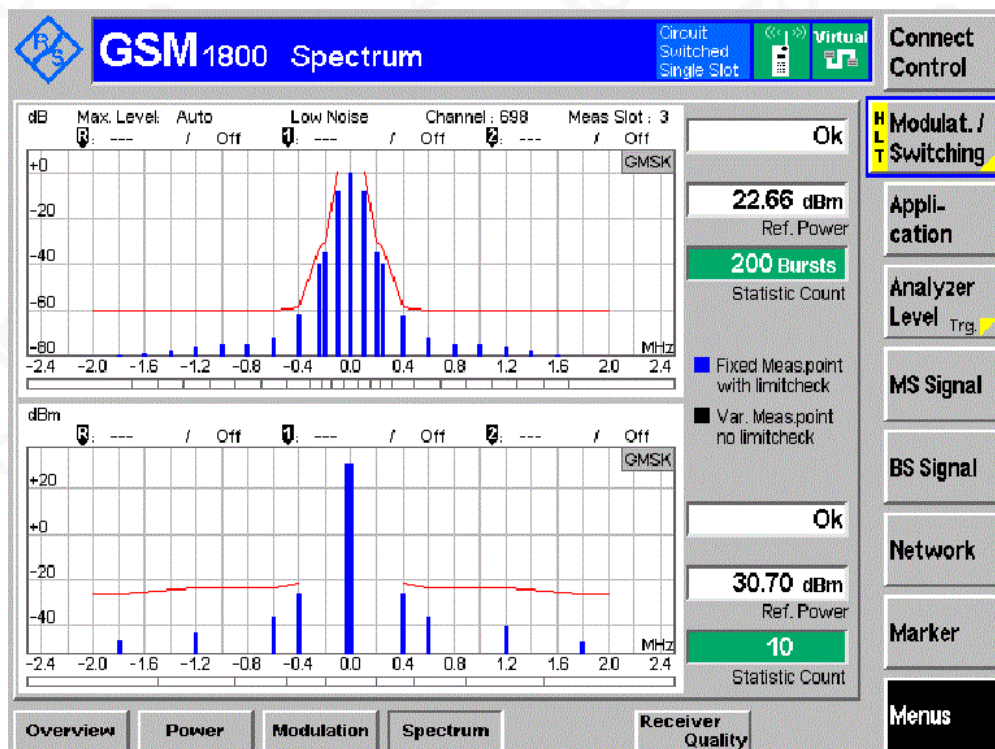 R/S
GSM 1800 Spectrum
Circuit
Switched
Single Slot
Virtual
Connect
Control
dB Max. Level: Auto Low Noise Channel : 698 Meas Slot : 3
R: --- / Off 1: --- / Off 2: --- / Off
GMSK
+0
-20
-40
-60
-80
MHz
-2.4 -2.0 -1.6 -1.2 -0.8 -0.4 0.0 0.4 0.8 1.2 1.6 2.0 2.4
Ok
22.66 dBm
Ref. Power
200 Bursts
Statistic Count
Fixed Meas.point
with limitcheck
Var. Meas.point
no limitcheck
dBm
R: --- / Off 1: --- / Off 2: --- / Off
GMSK
+20
+0
-20
-40
MHz
-2.4 -2.0 -1.6 -1.2 -0.8 -0.4 0.0 0.4 0.8 1.2 1.6 2.0 2.4
Ok
30.70 dBm
Ref. Power
10
Statistic Count
HLT
Modulat. /
Switching
Appli-
cation
Analyzer
Level Trg.
MS Signal
BS Signal
Network
Marker
Menus
Overview Power Modulation Spectrum
Receiver
Quality